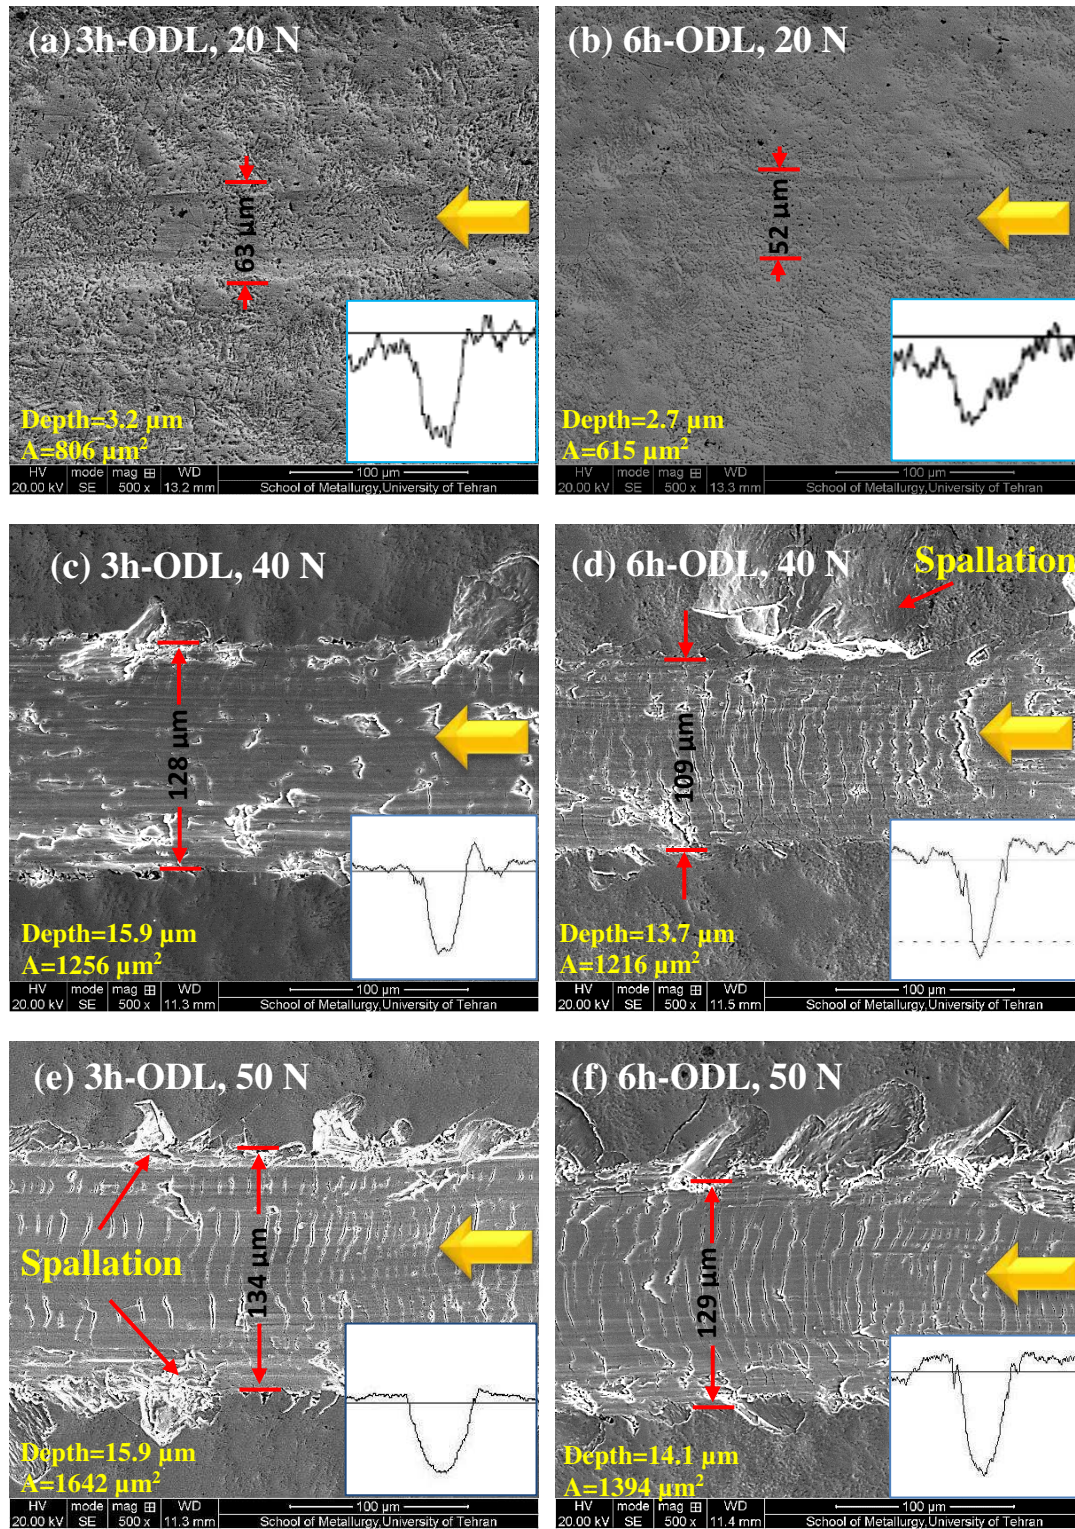 (a) 3h-ODL, 20 N
63 µm
Depth=3.2 µm
A=806 µm²
HV mode mag ⊞ WD 100 µm
20.00 kV SE 500 x 13.2 mm School of Metallurgy,University of Tehran
(b) 6h-ODL, 20 N
52 µm
Depth=2.7 µm
A=615 µm²
HV mode mag ⊞ WD 100 µm
20.00 kV SE 500 x 13.3 mm School of Metallurgy,University of Tehran
(c) 3h-ODL, 40 N
128 µm
Depth=15.9 µm
A=1256 µm²
HV mode mag ⊞ WD 100 µm
20.00 kV SE 500 x 11.3 mm School of Metallurgy,University of Tehran
(d) 6h-ODL, 40 N
Spallation
109 µm
Depth=13.7 µm
A=1216 µm²
HV mode mag ⊞ WD 100 µm
20.00 kV SE 500 x 11.5 mm School of Metallurgy,University of Tehran
(e) 3h-ODL, 50 N
Spallation
134 µm
Depth=15.9 µm
A=1642 µm²
HV mode mag ⊞ WD 100 µm
20.00 kV SE 500 x 11.3 mm School of Metallurgy,University of Tehran
(f) 6h-ODL, 50 N
129 µm
Depth=14.1 µm
A=1394 µm²
HV mode mag ⊞ WD 100 µm
20.00 kV SE 500 x 11.4 mm School of Metallurgy,University of Tehran